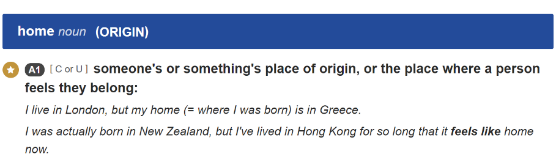 home noun (ORIGIN)
A1 [ C or U ] someone's or something's place of origin, or the place where a person
feels they belong:
I live in London, but my home (= where I was born) is in Greece.
I was actually born in New Zealand, but I've lived in Hong Kong for so long that it feels like home
now.